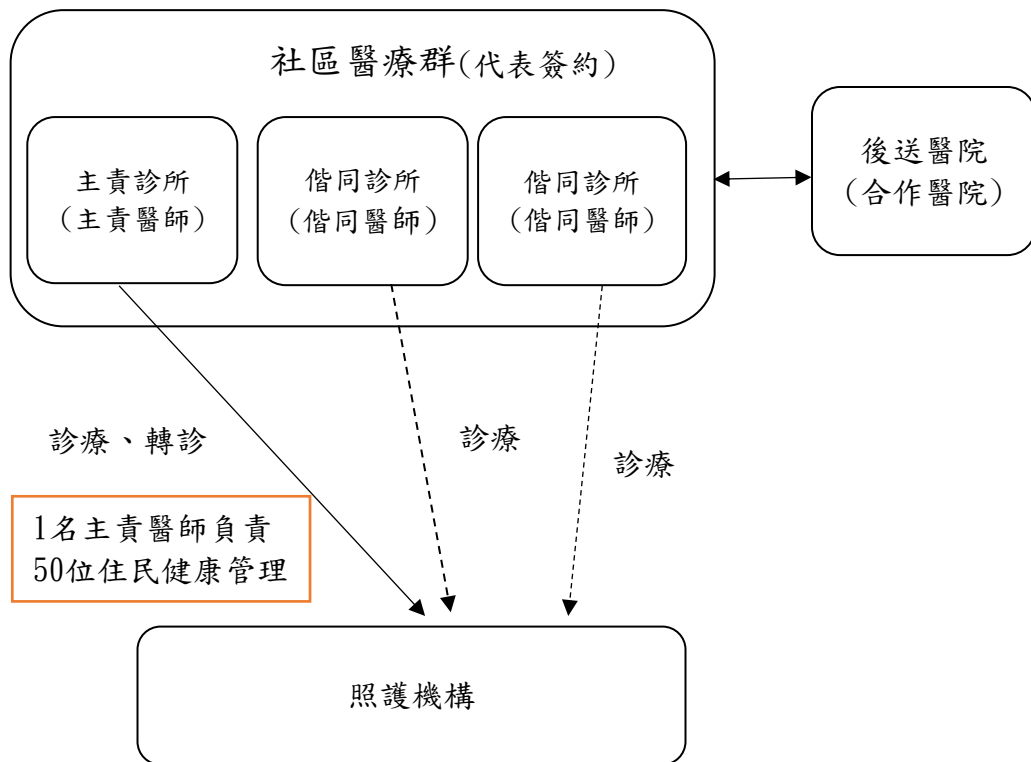 社區醫療群(代表簽約)
主責診所
(主責醫師)
偕同診所
(偕同醫師)
偕同診所
(偕同醫師)
後送醫院
(合作醫院)
診療、轉診
診療
診療
1名主責醫師負責
50位住民健康管理
照護機構